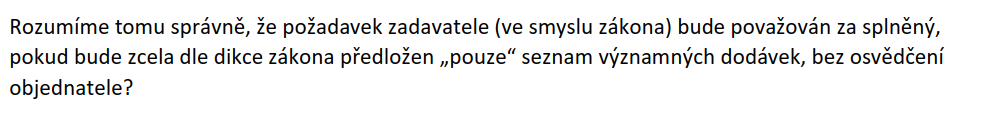 Rozumíme tomu správně, že požadavek zadavatele (ve smyslu zákona) bude považován za splněný,
pokud bude zcela dle dikce zákona předložen „pouze“ seznam významných dodávek, bez osvědčení
objednatele?